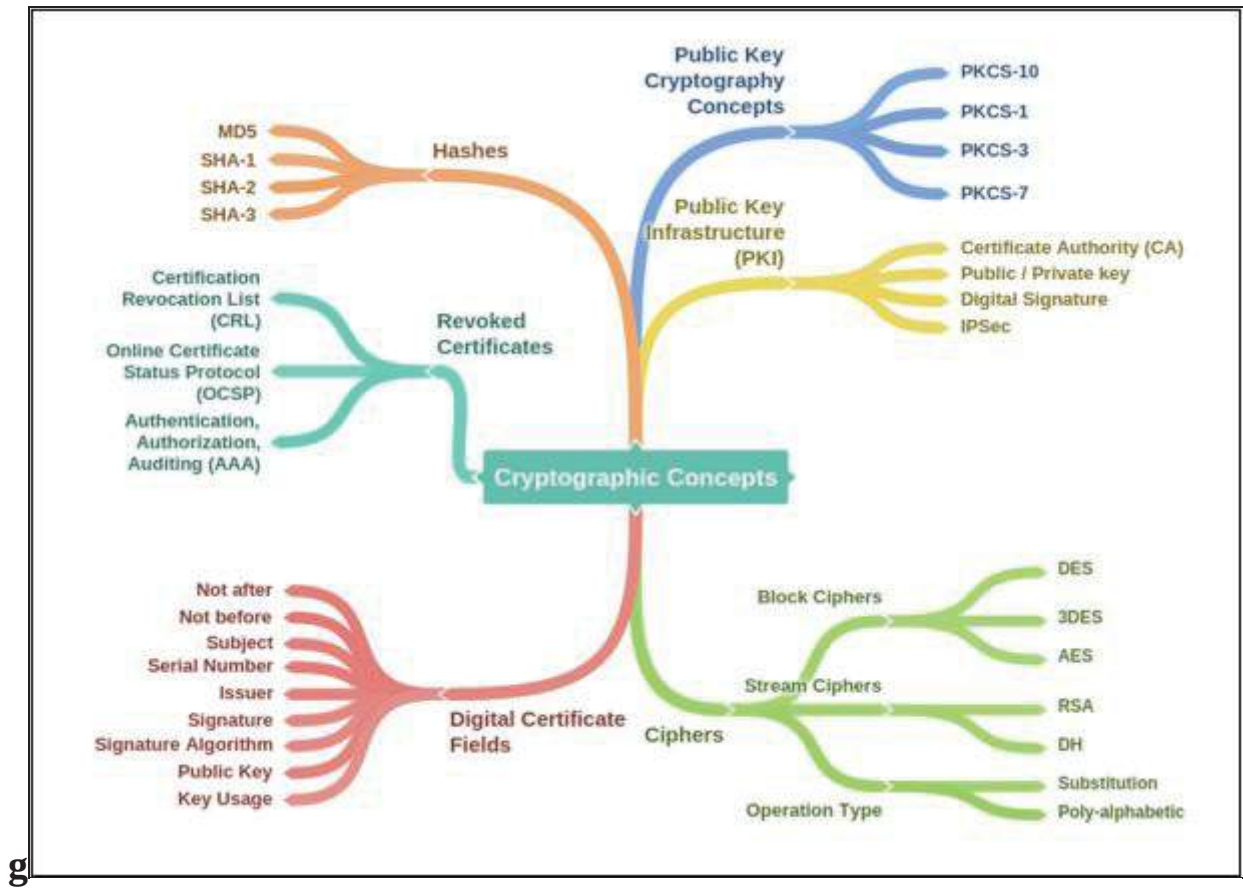 Public Key
Cryptography
Concepts
PKCS-10
PKCS-1
PKCS-3
PKCS-7
Hashes
MD5
SHA-1
SHA-2
SHA-3
Public Key
Infrastructure
(PKI)
Certificate Authority (CA)
Public / Private key
Digital Signature
IPSec
Certification
Revocation List
(CRL)
Online Certificate
Status Protocol
(OCSP)
Authentication,
Authorization,
Auditing (AAA)
Revoked
Certificates
Cryptographic Concepts
Not after
Not before
Subject
Serial Number
Issuer
Signature
Signature Algorithm
Public Key
Key Usage
Digital Certificate
Fields
Ciphers
Block Ciphers
DES
3DES
AES
Stream Ciphers
RSA
DH
Operation Type
Substitution
Poly-alphabetic
g